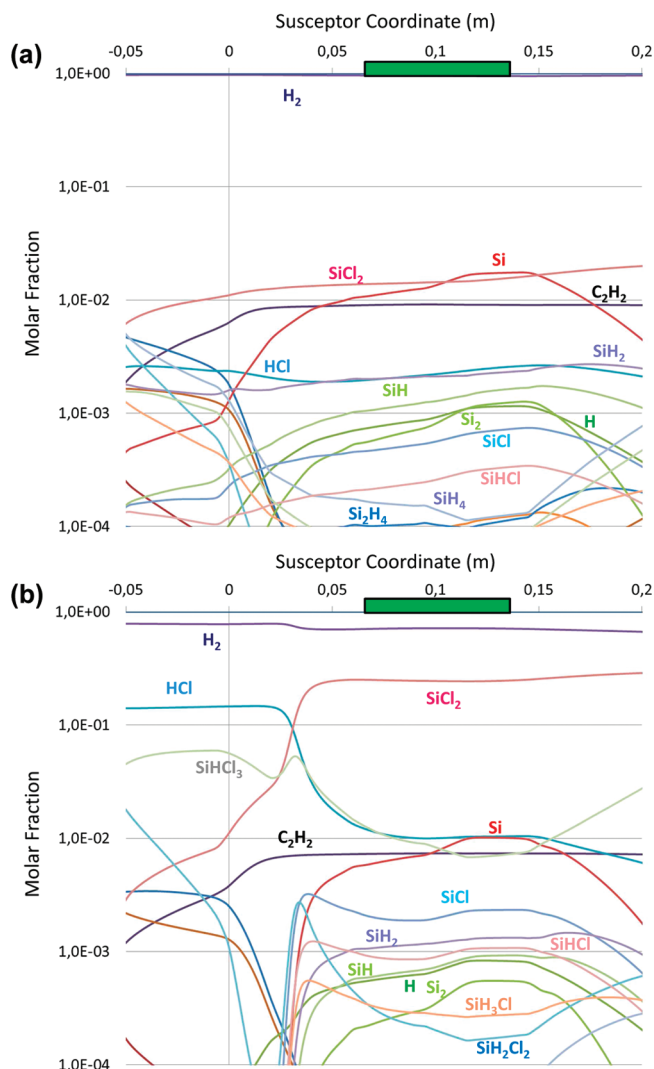 Susceptor Coordinate (m)
(a)
-0,05 0 0,05 0,1 0,15 0,2
1,0E+00
H2
1,0E-01
Si
SiCl2
1,0E-02
C2H2
HCl
SiH2
SiH
1,0E-03
Si2
H
SiCl
SiHCl
SiH4
Si2H4
1,0E-04
Molar Fraction
Susceptor Coordinate (m)
(b)
-0,05 0 0,05 0,1 0,15 0,2
1,0E+00
H2
HCl
SiCl2
1,0E-01
SiHCl3
Si
1,0E-02
C2H2
SiCl
SiH2
SiHCl
1,0E-03
SiH
H
Si2
SiH3Cl
SiH2Cl2
1,0E-04
Molar Fraction